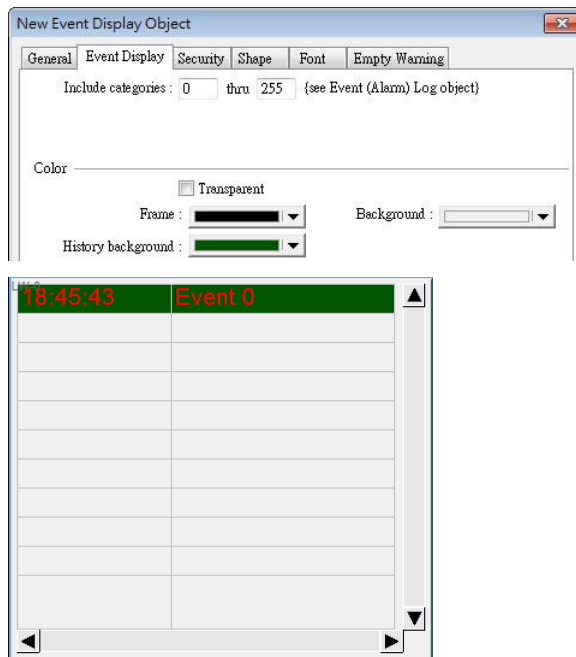 New Event Display Object
General Event Display Security Shape Font Empty Warning
Include categories : 0 thru 255 {see Event (Alarm) Log object}
Color
Transparent
Frame : Background :
History background :
18:45:43 Event 0